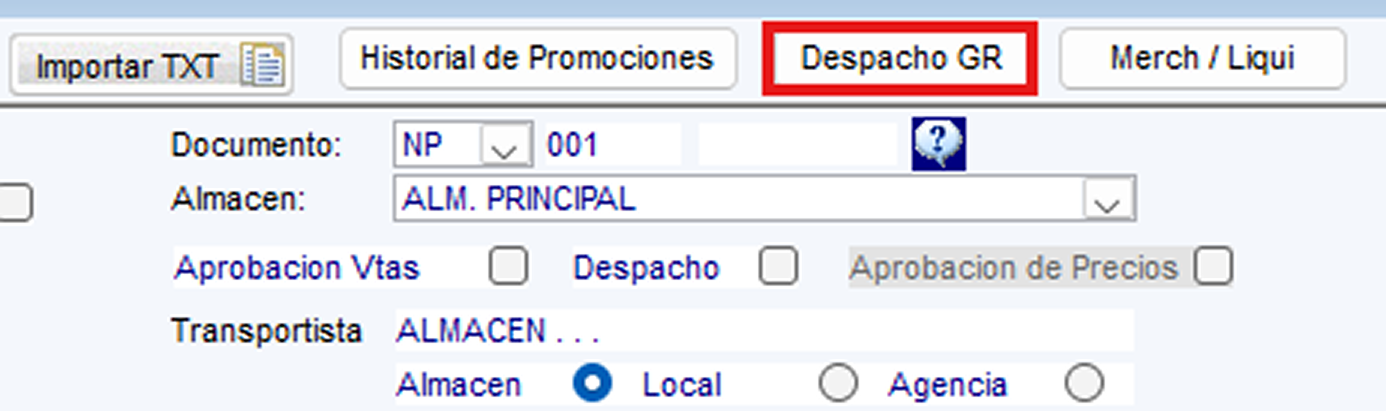 Importar TXT Historial de Promociones Despacho GR Merch / Liqui
Documento: NP 001 ?
Almacen: ALM. PRINCIPAL
Aprobacion Vtas Despacho Aprobacion de Precios
Transportista ALMACEN . . .
Almacen Local Agencia